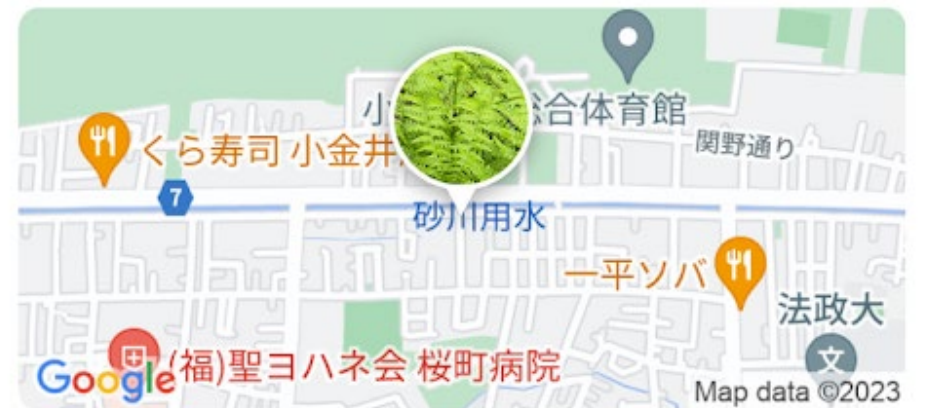 小
総合体育館
関野通り
くら寿司 小金井
7
砂川用水
一平ソバ
法政大
文
(福)聖ヨハネ会 桜町病院
Google
Map data ©2023